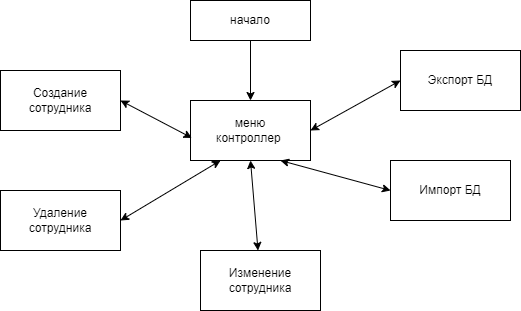 начало
Создание
сотрудника
меню
контроллер
Экспорт БД
Удаление
сотрудника
Импорт БД
Изменение
сотрудника